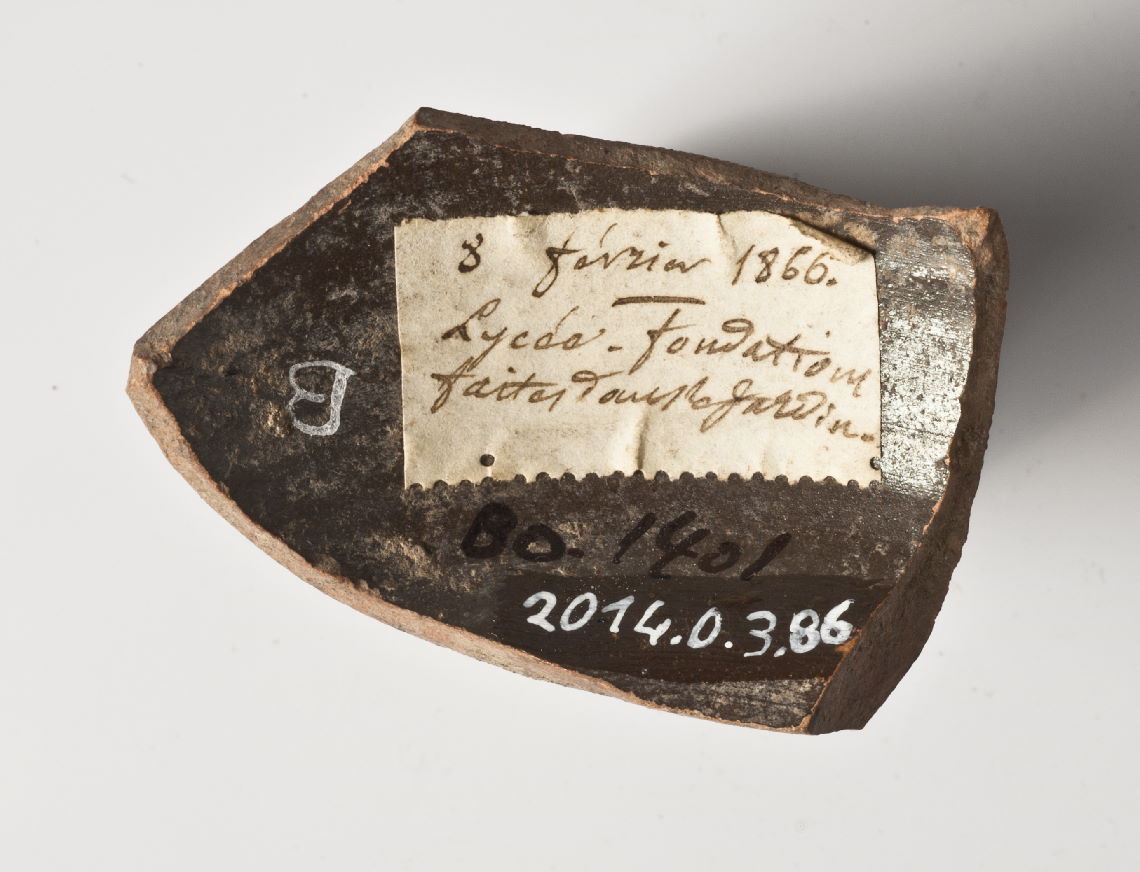 8 février 1866.
Lycée - fondations
faites dans le Jardin.
B
BO. 1401
2014.0.3.86